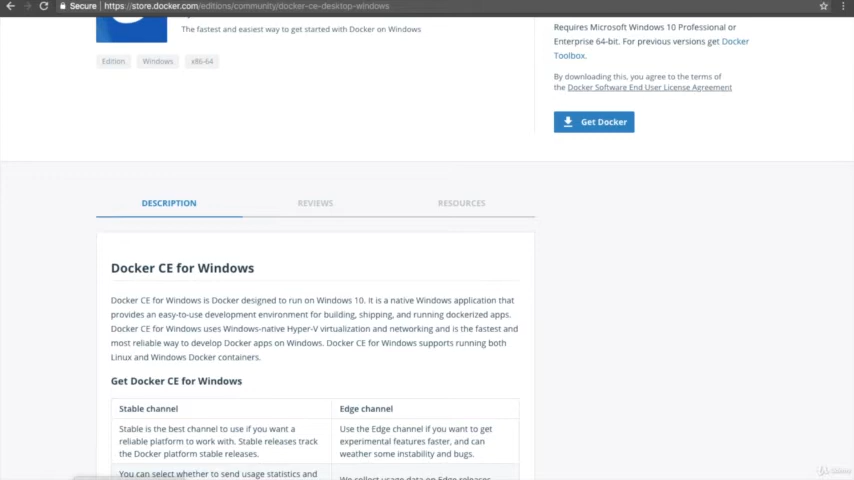 Secure
https://store.docker.com/editions/community/docker-ce-desktop-windows
The fastest and easiest way to get started with Docker on Windows
Edition
Windows
x86-64
Requires Microsoft Windows 10 Professional or
Enterprise 64-bit. For previous versions get Docker
Toolbox.
By downloading this, you agree to the terms of
the Docker Software End User License Agreement
Get Docker
DESCRIPTION
REVIEWS
RESOURCES
Docker CE for Windows
Docker CE for Windows is Docker designed to run on Windows 10. It is a native Windows application that
provides an easy-to-use development environment for building, shipping, and running dockerized apps.
Docker CE for Windows uses Windows-native Hyper-V virtualization and networking and is the fastest and
most reliable way to develop Docker apps on Windows. Docker CE for Windows supports running both
Linux and Windows Docker containers.
Get Docker CE for Windows
Stable channel
Edge channel
Stable is the best channel to use if you want a
reliable platform to work with. Stable releases track
the Docker platform stable releases.
Use the Edge channel if you want to get
experimental features faster, and can
weather some instability and bugs.
You can select whether to send usage statistics and
We collect usage data on Edge releases
Udemy